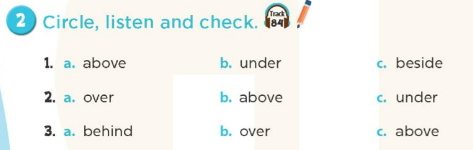 2 Circle, listen and check. Track 84
1. a. above b. under c. beside
2. a. over b. above c. under
3. a. behind b. over c. above